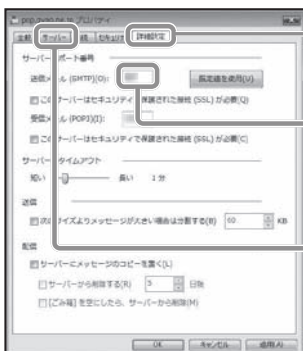 pop.zyao.ne.jp プロパティ
全般 サーバー 接続 セキュリティ 詳細設定
サーバーのポート番号
送信メール (SMTP)(O): 既定値を使用(U)
このサーバーはセキュリティで保護された接続 (SSL) が必要(Q)
受信メール (POP3)(I):
このサーバーはセキュリティで保護された接続 (SSL) が必要(C)
サーバーのタイムアウト
短い 長い 1 分
送信
次のサイズよりメッセージが大きい場合は分割する(B) 60 KB
配信
サーバーにメッセージのコピーを置く(L)
サーバーから削除する(R) 5 日後
[ごみ箱] を空にしたら、サーバーから削除(M)
OK キャンセル 適用(A)